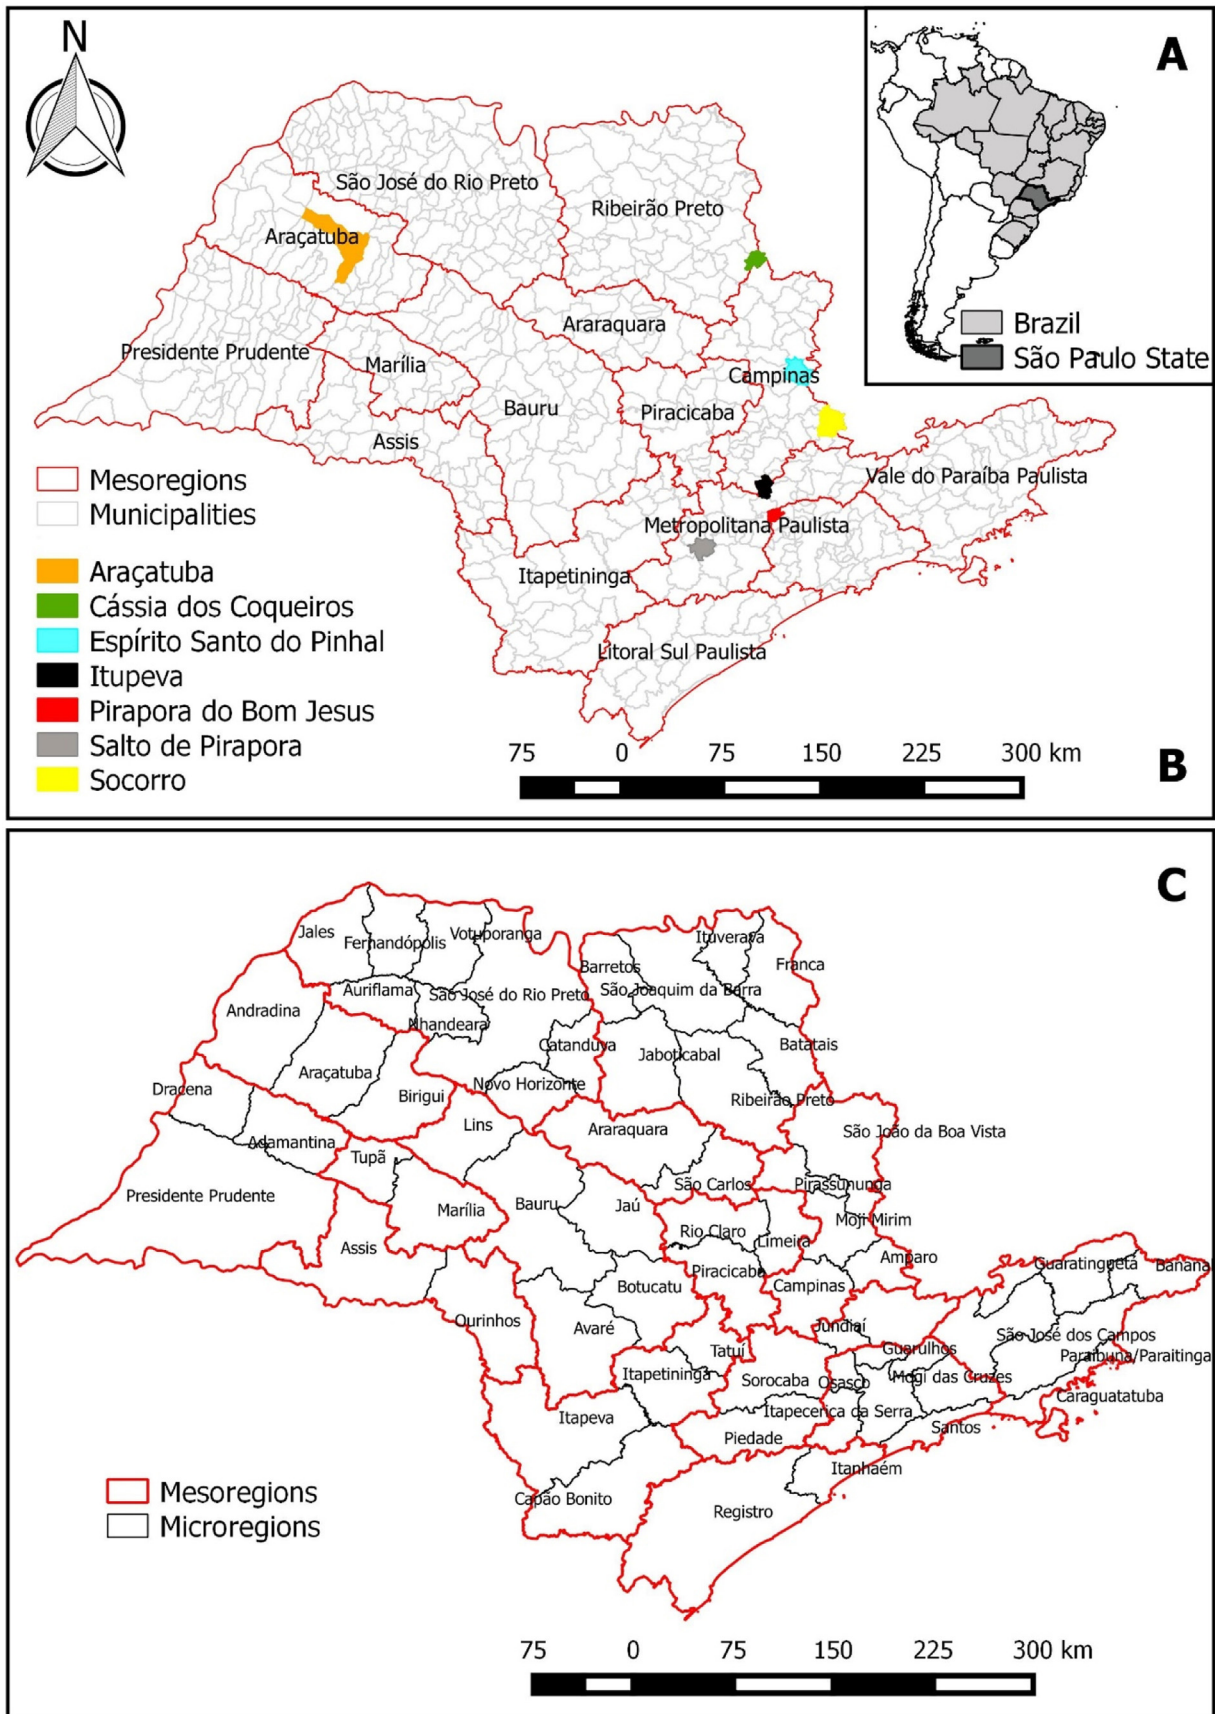 N
A
Brazil
São Paulo State
São José do Rio Preto
Ribeirão Preto
Araçatuba
Araraquara
Presidente Prudente
Marília
Campinas
Bauru
Piracicaba
Assis
Vale do Paraíba Paulista
Metropolitana Paulista
Itapetininga
Litoral Sul Paulista
Mesoregions
Municipalities
Araçatuba
Cássia dos Coqueiros
Espírito Santo do Pinhal
Itupeva
Pirapora do Bom Jesus
Salto de Pirapora
Socorro
75 0 75 150 225 300 km
B
C
Jales
Fernandópolis
Votuporanga
Ituverava
Barretos
Franca
Auriflama
São José do Rio Preto
São Joaquim da Barra
Andradina
Nhandeara
Catanduva
Jaboticabal
Batatais
Araçatuba
Dracena
Birigui
Novo Horizonte
Ribeirão Preto
Lins
Araraquara
São João da Boa Vista
Adamantina
Tupã
São Carlos
Pirassununga
Presidente Prudente
Marília
Bauru
Jaú
Moji Mirim
Rio Claro
Limeira
Assis
Amparo
Piracicaba
Campinas
Guaratinguetá
Bananal
Botucatu
Ourinhos
Avaré
Jundiaí
São José dos Campos
Tatuí
Guarulhos
Paraibuna/Paraitinga
Itapetininga
Sorocaba
Osasco
Mogi das Cruzes
Caraguatatuba
Itapeva
Itapecerica da Serra
Santos
Piedade
Itanhaém
Capão Bonito
Registro
Mesoregions
Microregions
75 0 75 150 225 300 km